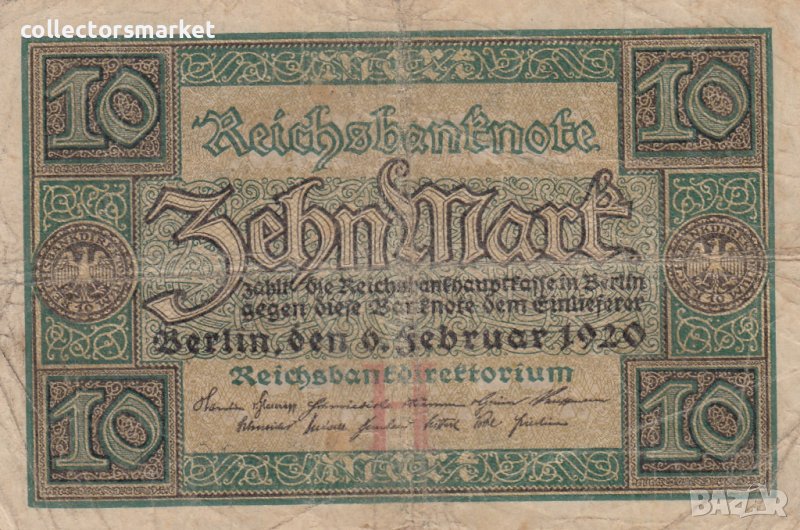 collectorsmarket
10 10
Reichsbanknote
Zehn Mark
zahlt die Reichsbankhauptkasse in Berlin
gegen diese Banknote dem Einlieferer
Berlin, den 6. Februar 1920
Reichsbankdirektorium
H
10 10
BAZAR